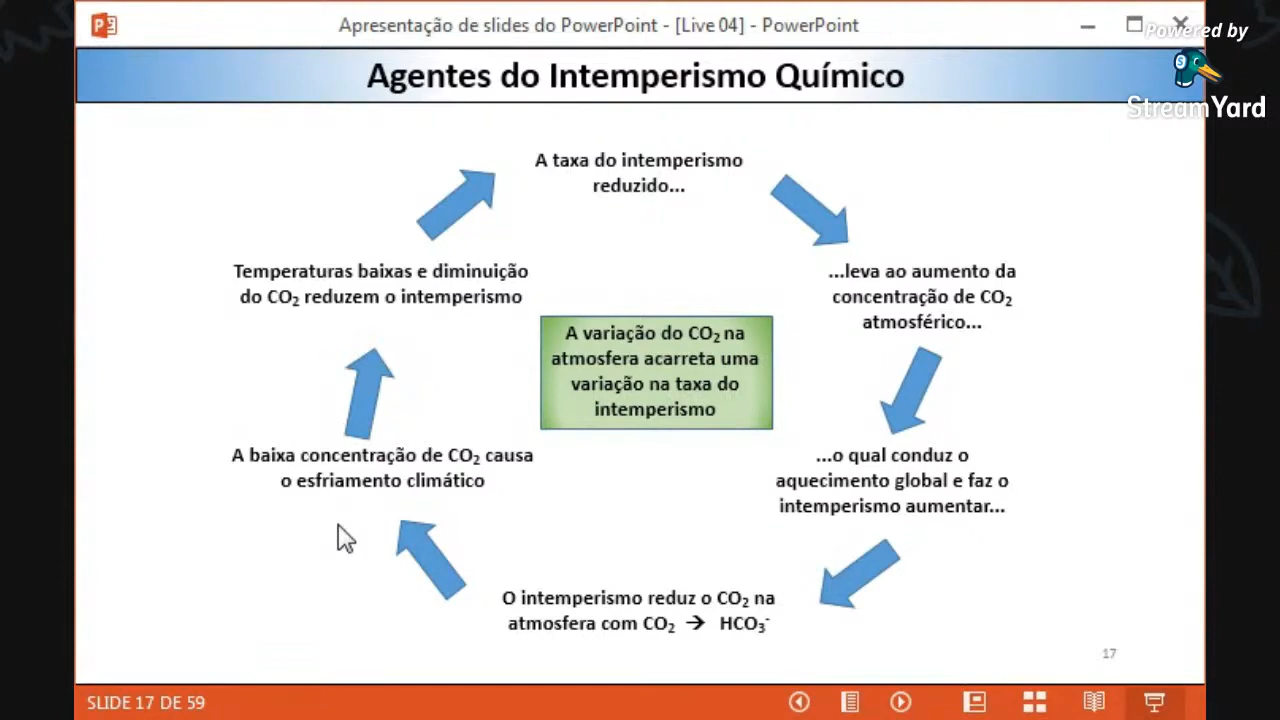 Apresentação de slides do PowerPoint - [Live 04] - PowerPoint
Powered by
StreamYard
Agentes do Intemperismo Químico
A taxa do intemperismo
reduzido...
...leva ao aumento da
concentração de CO₂
atmosférico...
...o qual conduz o
aquecimento global e faz o
intemperismo aumentar...
O intemperismo reduz o CO₂ na
atmosfera com CO₂ → HCO₃⁻
A baixa concentração de CO₂ causa
o esfriamento climático
Temperaturas baixas e diminuição
do CO₂ reduzem o intemperismo
A variação do CO₂ na
atmosfera acarreta uma
variação na taxa do
intemperismo
17
SLIDE 17 DE 59